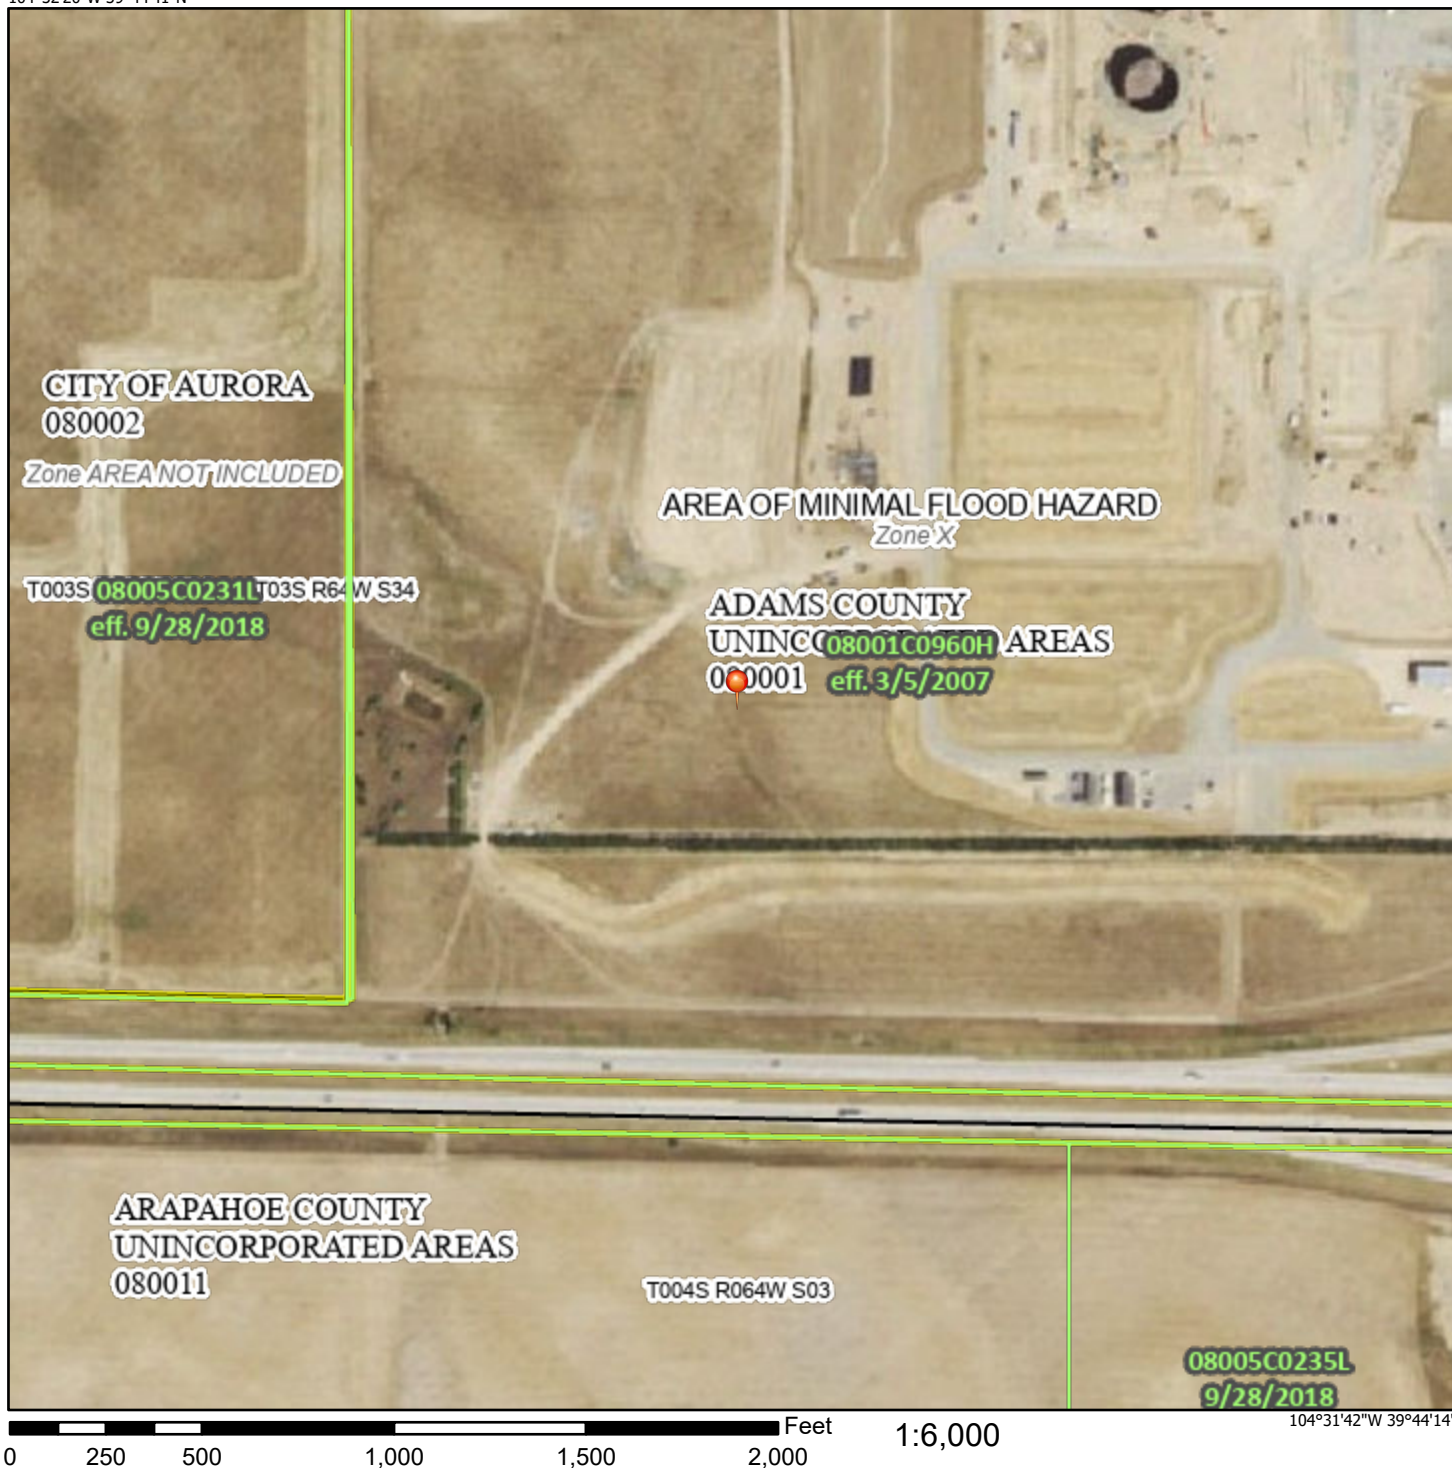 CITY OF AURORA
080002
Zone AREA NOT INCLUDED
AREA OF MINIMAL FLOOD HAZARD
Zone X
T003S 08005C0231L T03S R64W S34
eff. 9/28/2018
ADAMS COUNTY
08001C0960H AREAS
eff. 3/5/2007
ARAPAHOE COUNTY
UNINCORPORATED AREAS
080011
T004S R064W S03
08005C0235L
9/28/2018
Feet
1:6,000
104°31'42"W 39°44'14"
0 250 500 1,000 1,500 2,000